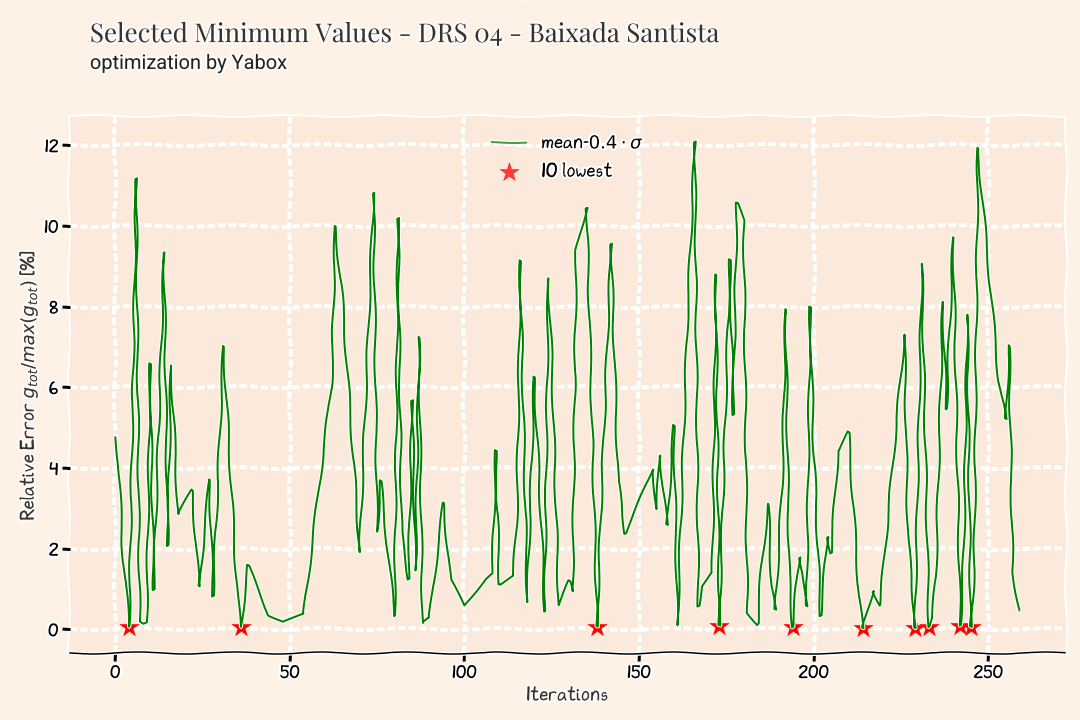 Selected Minimum Values - DRS 04 - Baixada Santista
optimization by Yabox
mean-0.4 · σ
10 lowest
Relative Error g_tot/max(g_tot) [%]
12
10
8
6
4
2
0
0 50 100 150 200 250
Iterations